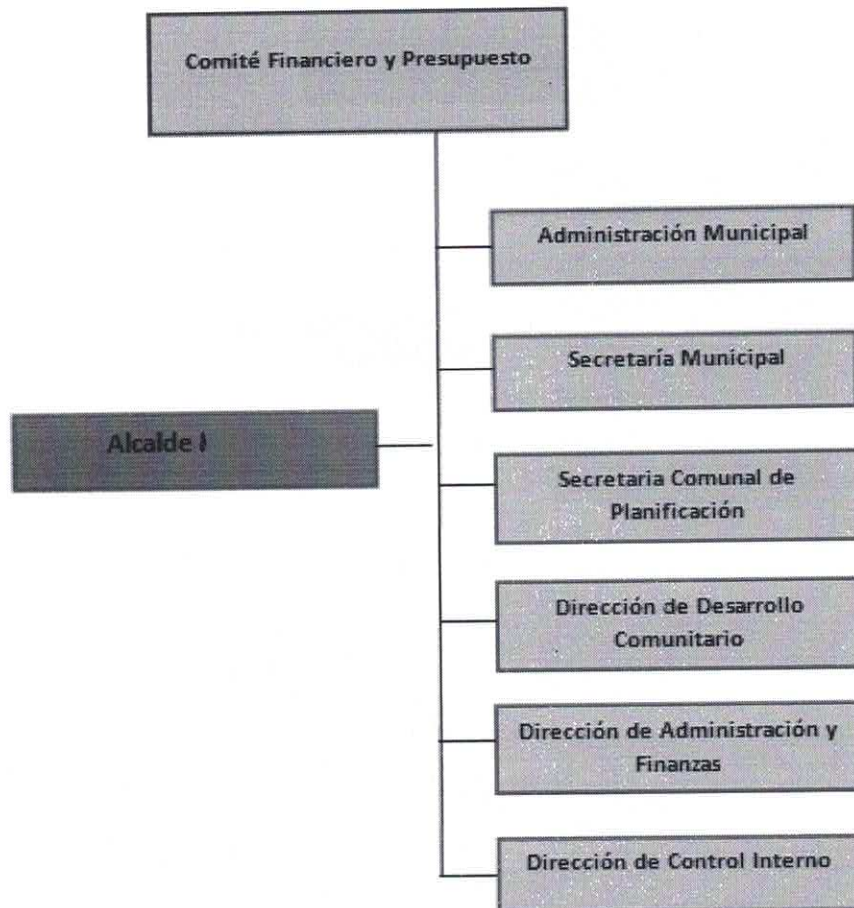 Comité Financiero y Presupuesto
Administración Municipal
Secretaría Municipal
Alcalde
Secretaria Comunal de
Planificación
Dirección de Desarrollo
Comunitario
Dirección de Administración y
Finanzas
Dirección de Control Interno